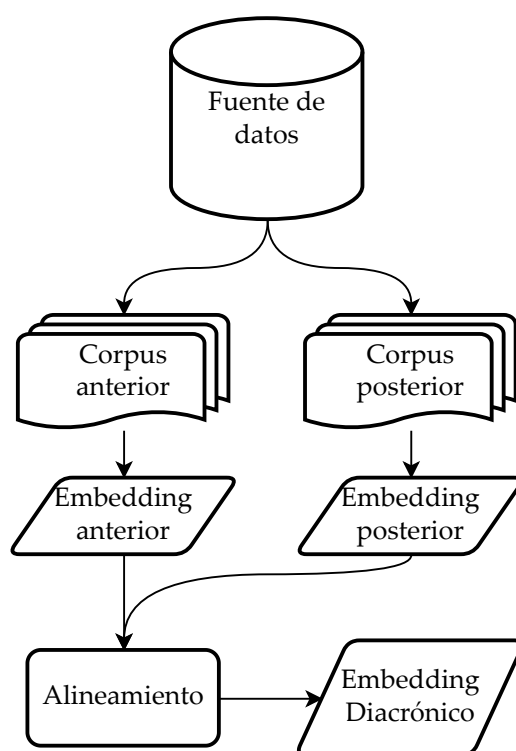 Fuente de
datos
Corpus
anterior
Corpus
posterior
Embedding
anterior
Embedding
posterior
Alineamiento
Embedding
Diacrónico